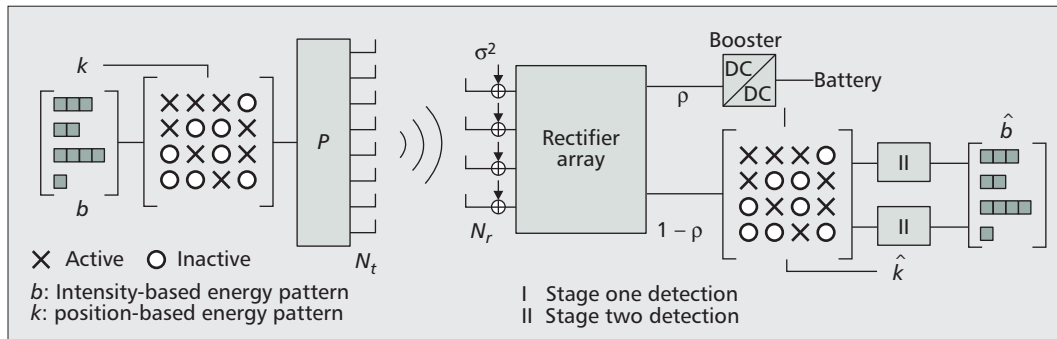 k
b
Active
Inactive
b: Intensity-based energy pattern
k: position-based energy pattern
P
N_t
σ²
N_r
Rectifier
array
ρ
1 – ρ
Booster
DC
DC
Battery
II
II
b̂
k̂
I Stage one detection
II Stage two detection